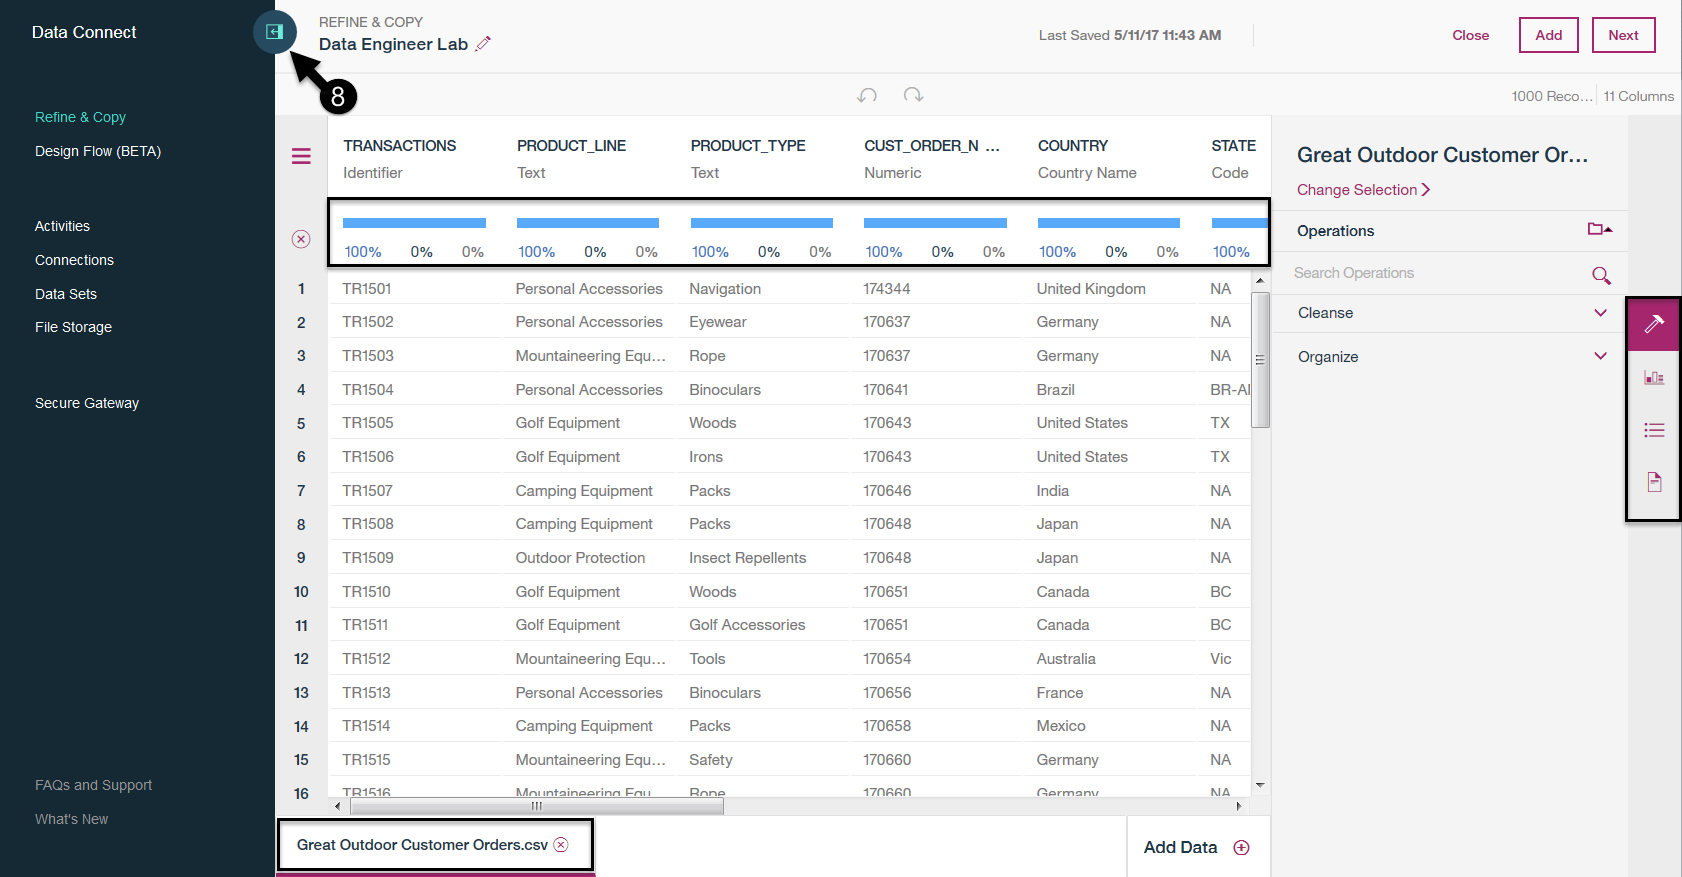 Data Connect
Refine & Copy
Design Flow (BETA)
Activities
Connections
Data Sets
File Storage
Secure Gateway
FAQs and Support
What's New
8
REFINE & COPY
Data Engineer Lab
Last Saved 5/11/17 11:43 AM
Close Add Next
1000 Reco... 11 Columns
TRANSACTIONS PRODUCT_LINE PRODUCT_TYPE CUST_ORDER_N ... COUNTRY STATE
Identifier Text Text Numeric Country Name Code
100% 0% 0% 100% 0% 0% 100% 0% 0% 100% 0% 0% 100% 0% 0% 100%
1 TR1501 Personal Accessories Navigation 174344 United Kingdom NA
2 TR1502 Personal Accessories Eyewear 170637 Germany NA
3 TR1503 Mountaineering Equ... Rope 170637 Germany NA
4 TR1504 Personal Accessories Binoculars 170641 Brazil BR-Al
5 TR1505 Golf Equipment Woods 170643 United States TX
6 TR1506 Golf Equipment Irons 170643 United States TX
7 TR1507 Camping Equipment Packs 170646 India NA
8 TR1508 Camping Equipment Packs 170648 Japan NA
9 TR1509 Outdoor Protection Insect Repellents 170648 Japan NA
10 TR1510 Golf Equipment Woods 170651 Canada BC
11 TR1511 Golf Equipment Golf Accessories 170651 Canada BC
12 TR1512 Mountaineering Equ... Tools 170654 Australia Vic
13 TR1513 Personal Accessories Binoculars 170656 France NA
14 TR1514 Camping Equipment Packs 170658 Mexico NA
15 TR1515 Mountaineering Equ... Safety 170660 Germany NA
16 TR1516 Mountaineering Equ... Rope 170660 Germany NA
Great Outdoor Customer Orders.csv
Add Data
Great Outdoor Customer Or...
Change Selection
Operations
Search Operations
Cleanse
Organize